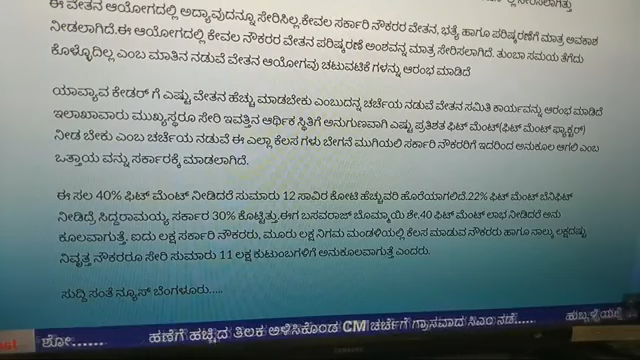 ಈ ವೇತನ ಆಯೋಗದಲ್ಲಿ ಅದ್ಯಾವುದನ್ನೂ ಸೇರಿಸಿಲ್ಲ.ಕೇವಲ ಸರ್ಕಾರಿ ನೌಕರರ ವೇತನ, ಭತ್ಯೆ ಹಾಗೂ ಪರಿಷ್ಕರಣೆಗೆ ಮಾತ್ರ ಅವಕಾಶ
ನೀಡಲಾಗಿದೆ.ಈ ಆಯೋಗದಲ್ಲಿ ಕೇವಲ ನೌಕರರ ವೇತನ ಪರಿಷ್ಕರಣೆ ಅಂಶವನ್ನ ಮಾತ್ರ ಸೇರಿಸಲಾಗಿದೆ. ತುಂಬಾ ಸಮಯ ತೆಗೆದು
ಕೊಳ್ಳೊದಿಲ್ಲ ಎಂಬ ಮಾತಿನ ನಡುವೆ ವೇತನ ಆಯೋಗವು ಚಟುವಟಿಕೆ ಗಳನ್ನು ಆರಂಭ ಮಾಡಿದೆ
ಯಾವ್ಯಾವ ಕೇಡರ್ ಗೆ ಎಷ್ಟು ವೇತನ ಹೆಚ್ಚು ಮಾಡಬೇಕು ಎಂಬುದನ್ನ ಚರ್ಚೆಯ ನಡುವೆ ವೇತನ ಸಮಿತಿ ಕಾರ್ಯವನ್ನು ಆರಂಭ ಮಾಡಿದೆ
ಇಲಾಖಾವಾರು ಮುಖ್ಯಸ್ಥರೂ ಸೇರಿ ಇವತ್ತಿನ ಆರ್ಥಿಕ ಸ್ಥಿತಿಗೆ ಅನುಗುಣವಾಗಿ ಎಷ್ಟು ಪ್ರತಿಶತ ಫಿಟ್ ಮೆಂಟ್(ಫಿಟ್ ಮೆಂಟ್ ಫ್ಯಾಕ್ಟರ್)
ನೀಡ ಬೇಕು ಎಂಬ ಚರ್ಚೆಯ ನಡುವೆ ಈ ಎಲ್ಲಾ ಕೆಲಸ ಗಳು ಬೇಗನೆ ಮುಗಿಯಲಿ ಸರ್ಕಾರಿ ನೌಕರರಿಗೆ ಇದರಿಂದ ಅನುಕೂಲ ಆಗಲಿ ಎಂಬ
ಒತ್ತಾಯ ವನ್ನು ಸರ್ಕಾರಕ್ಕೆ ಮಾಡಲಾಗಿದೆ.
ಈ ಸಲ 40% ಫಿಟ್ ಮೆಂಟ್ ನೀಡಿದರೆ ಸುಮಾರು 12 ಸಾವಿರ ಕೋಟಿ ಹೆಚ್ಚುವರಿ ಹೊರೆಯಾಗಲಿದೆ.22% ಫಿಟ್ ಮೆಂಟ್ ಬೆನಿಫಿಟ್
ನೀಡಿದ್ರೆ ಸಿದ್ದರಾಮಯ್ಯ ಸರ್ಕಾರ 30% ಕೊಟ್ಟಿತ್ತು.ಈಗ ಬಸವರಾಜ್ ಬೊಮ್ಮಾಯಿ ಶೇ.40 ಫಿಟ್ ಮೆಂಟ್ ಲಾಭ ನೀಡಿದರೆ ಅನು
ಕೂಲವಾಗುತ್ತೆ. ಐದು ಲಕ್ಷ ಸರ್ಕಾರಿ ನೌಕರರು, ಮೂರು ಲಕ್ಷ ನಿಗಮ ಮಂಡಳಿಯಲ್ಲಿ ಕೆಲಸ ಮಾಡುವ ನೌಕರರು ಹಾಗೂ ನಾಲ್ಕು ಲಕ್ಷದಷ್ಟು
ನಿವೃತ್ತ ನೌಕರರೂ ಸೇರಿ ಸುಮಾರು 11 ಲಕ್ಷ ಕುಟುಂಬಗಳಿಗೆ ಅನುಕೂಲವಾಗುತ್ತೆ ಎಂದರು.
ಸುದ್ದಿ ಸಂತೆ ನ್ಯೂಸ್ ಬೆಂಗಳೂರು.....
ಶೋ...... ಹಣೆಗೆ ಹಚ್ಚಿದ ತಿಲಕ ಅಳಿಸಿಕೊಂಡ CM ಚರ್ಚೆಗೆ ಗ್ರಾಸವಾದ ಸಿಎಂ ನಡೆ..... ಹುಬ್ಬಳ್ಳಿಯಲ್ಲಿ